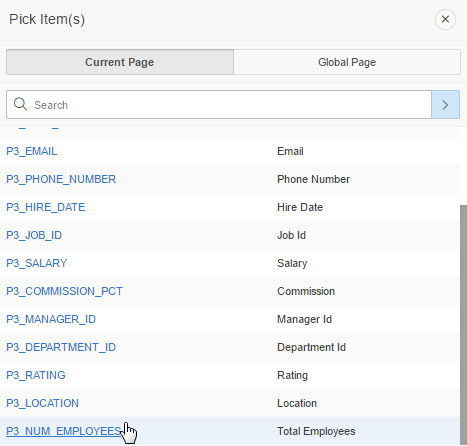 Pick Item(s)
Current Page Global Page
Search
P3_EMAIL Email
P3_PHONE_NUMBER Phone Number
P3_HIRE_DATE Hire Date
P3_JOB_ID Job Id
P3_SALARY Salary
P3_COMMISSION_PCT Commission
P3_MANAGER_ID Manager Id
P3_DEPARTMENT_ID Department Id
P3_RATING Rating
P3_LOCATION Location
P3_NUM_EMPLOYEES Total Employees